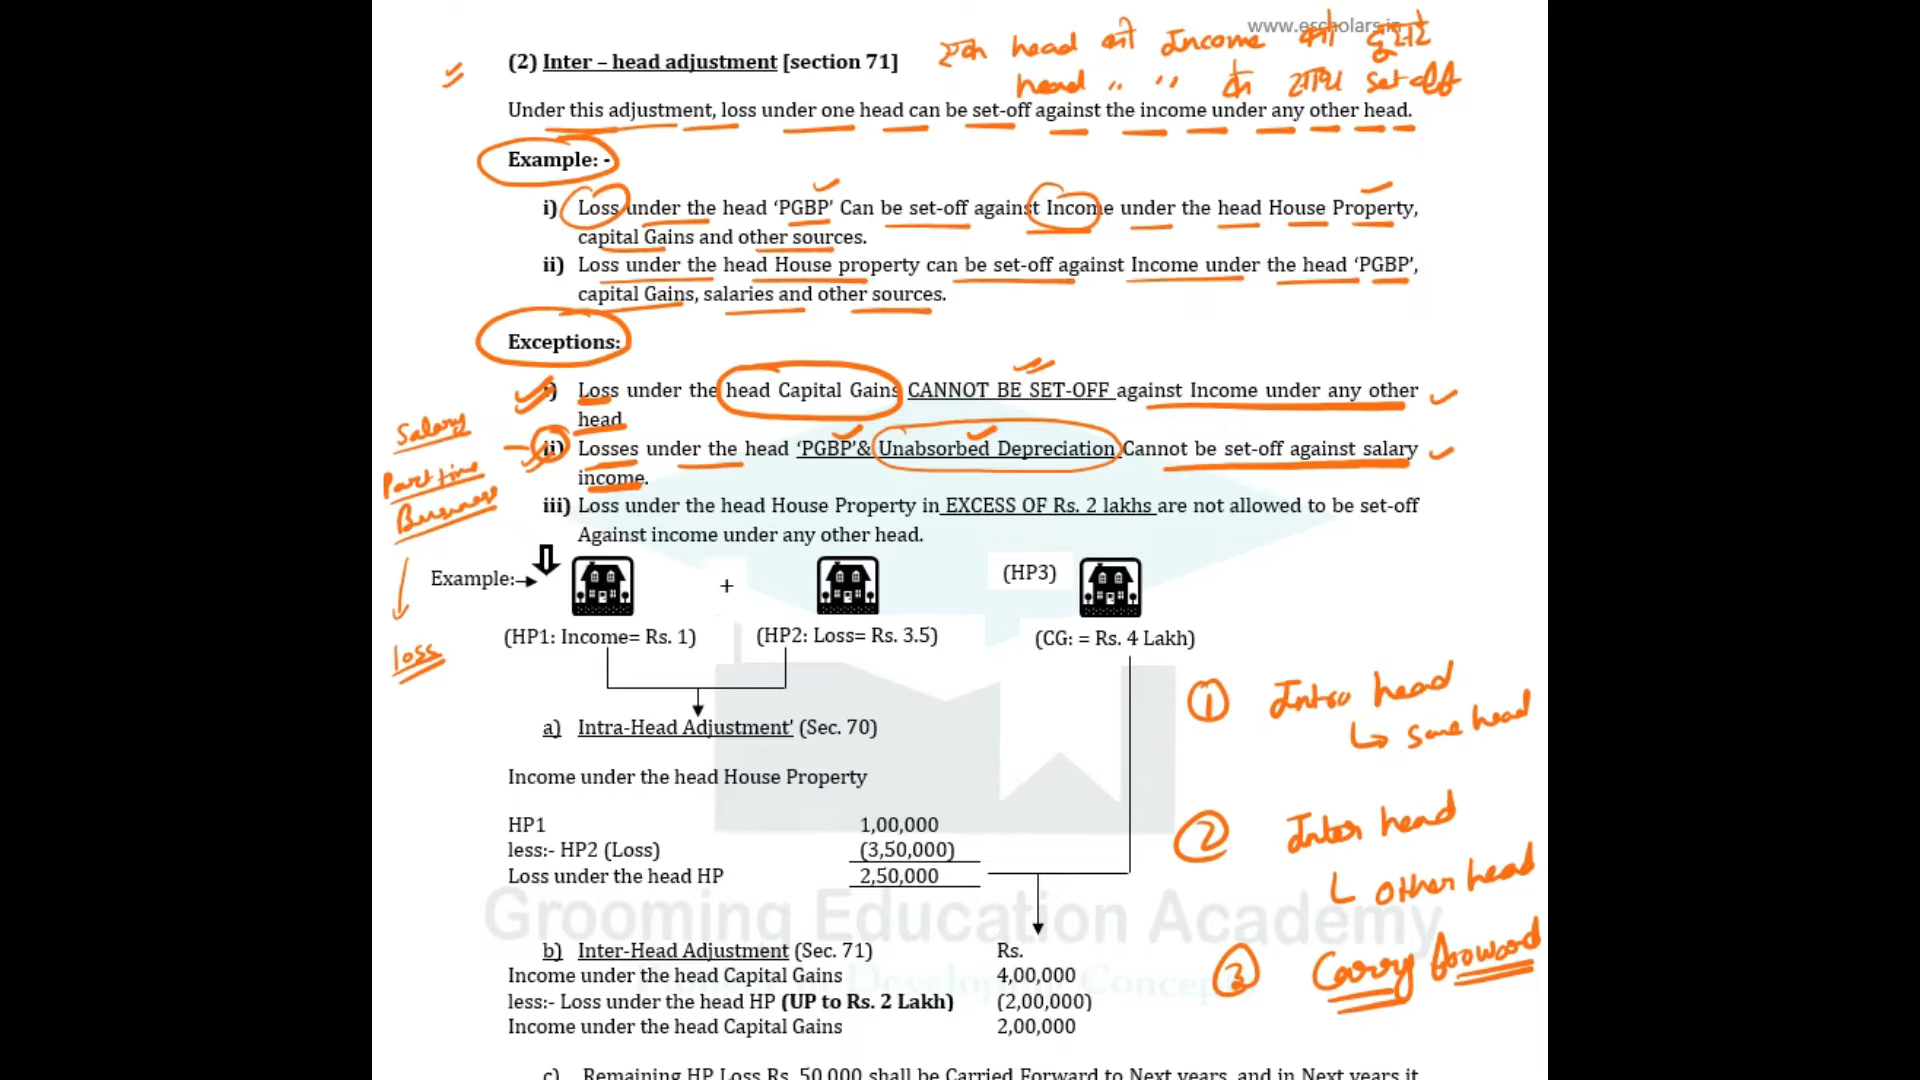 www.escholars.in
(2) Inter – head adjustment [section 71]
एक head की Income को दूसरे
head " " के साथ set off
Under this adjustment, loss under one head can be set-off against the income under any other head.
Example: -
i) Loss under the head ‘PGBP’ Can be set-off against Income under the head House Property,
capital Gains and other sources.
ii) Loss under the head House property can be set-off against Income under the head ‘PGBP’,
capital Gains, salaries and other sources.
Exceptions:
i) Loss under the head Capital Gains CANNOT BE SET-OFF against Income under any other
head.
ii) Losses under the head ‘PGBP’& Unabsorbed Depreciation Cannot be set-off against salary
income.
Salary
Part time
Business
loss
iii) Loss under the head House Property in EXCESS OF Rs. 2 lakhs are not allowed to be set-off
Against income under any other head.
Example:-
+
(HP3)
(HP1: Income= Rs. 1)
(HP2: Loss= Rs. 3.5)
(CG: = Rs. 4 Lakh)
a) Intra-Head Adjustment’ (Sec. 70)
1 Intra head
same head
Income under the head House Property
HP1 1,00,000
less:- HP2 (Loss) (3,50,000)
Loss under the head HP 2,50,000
2 Inter head
other head
Grooming Education Academy
b) Inter-Head Adjustment (Sec. 71) Rs.
Income under the head Capital Gains 4,00,000
less:- Loss under the head HP (UP to Rs. 2 Lakh) (2,00,000)
Income under the head Capital Gains 2,00,000
3 Carry forward
c) Remaining HP Loss Rs. 50,000 shall be Carried Forward to Next years, and in Next years it